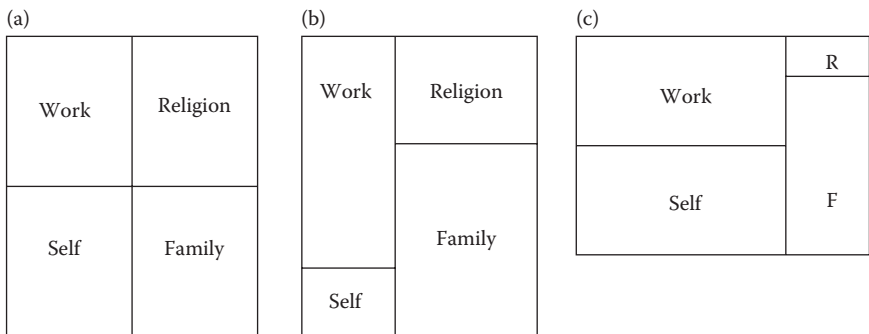 (a)
Work
Religion
Self
Family
(b)
Work
Religion
Family
Self
(c)
Work
R
Self
F